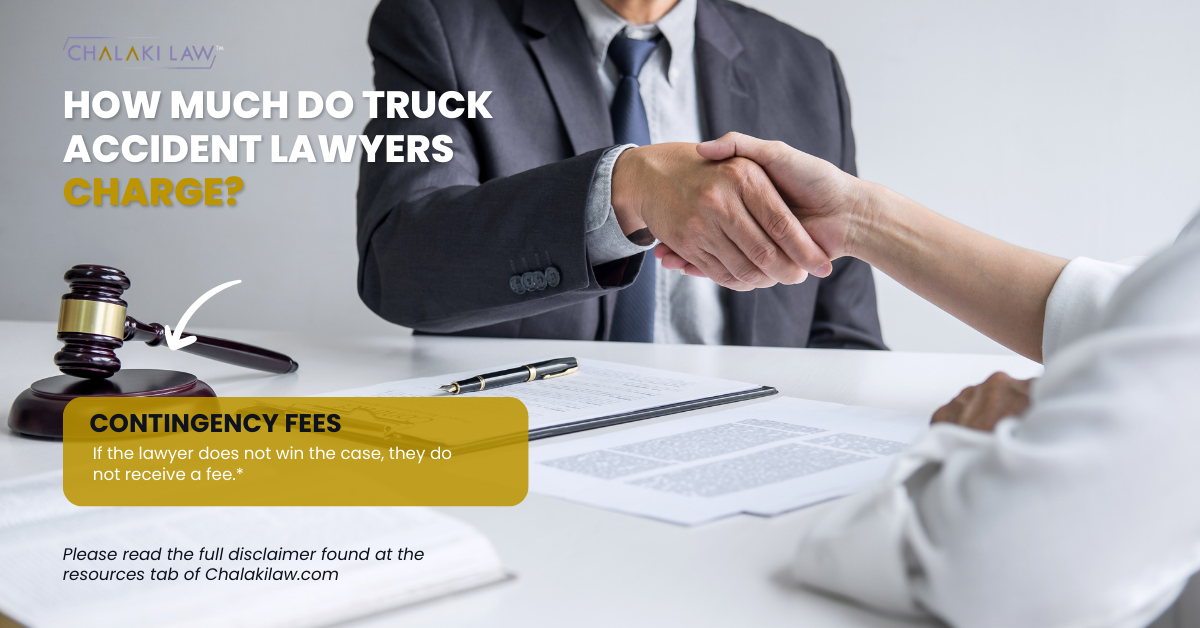 CHALAKI LAW™
HOW MUCH DO TRUCK
ACCIDENT LAWYERS
CHARGE?
CONTINGENCY FEES
If the lawyer does not win the case, they do
not receive a fee.*
Please read the full disclaimer found at the
resources tab of Chalakilaw.com